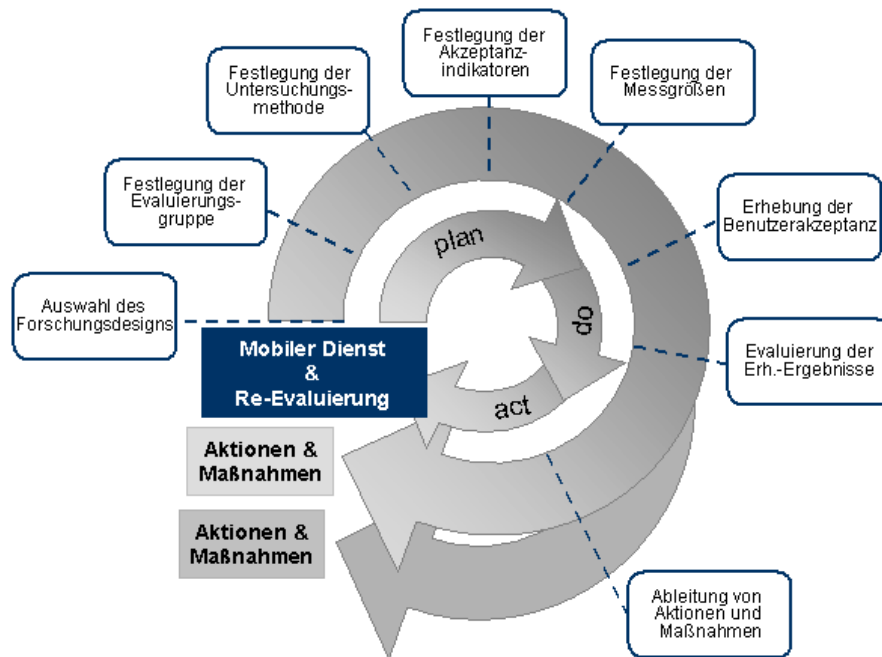 Festlegung der
Akzeptanz-
indikatoren
Festlegung der
Untersuchungs-
methode
Festlegung der
Messgrößen
Festlegung der
Evaluierungs-
gruppe
Erhebung der
Benutzerakzeptanz
plan
do
act
Auswahl des
Forschungsdesigns
Mobiler Dienst
&
Re-Evaluierung
Evaluierung der
Erh.-Ergebnisse
Aktionen &
Maßnahmen
Aktionen &
Maßnahmen
Ableitung von
Aktionen und
Maßnahmen